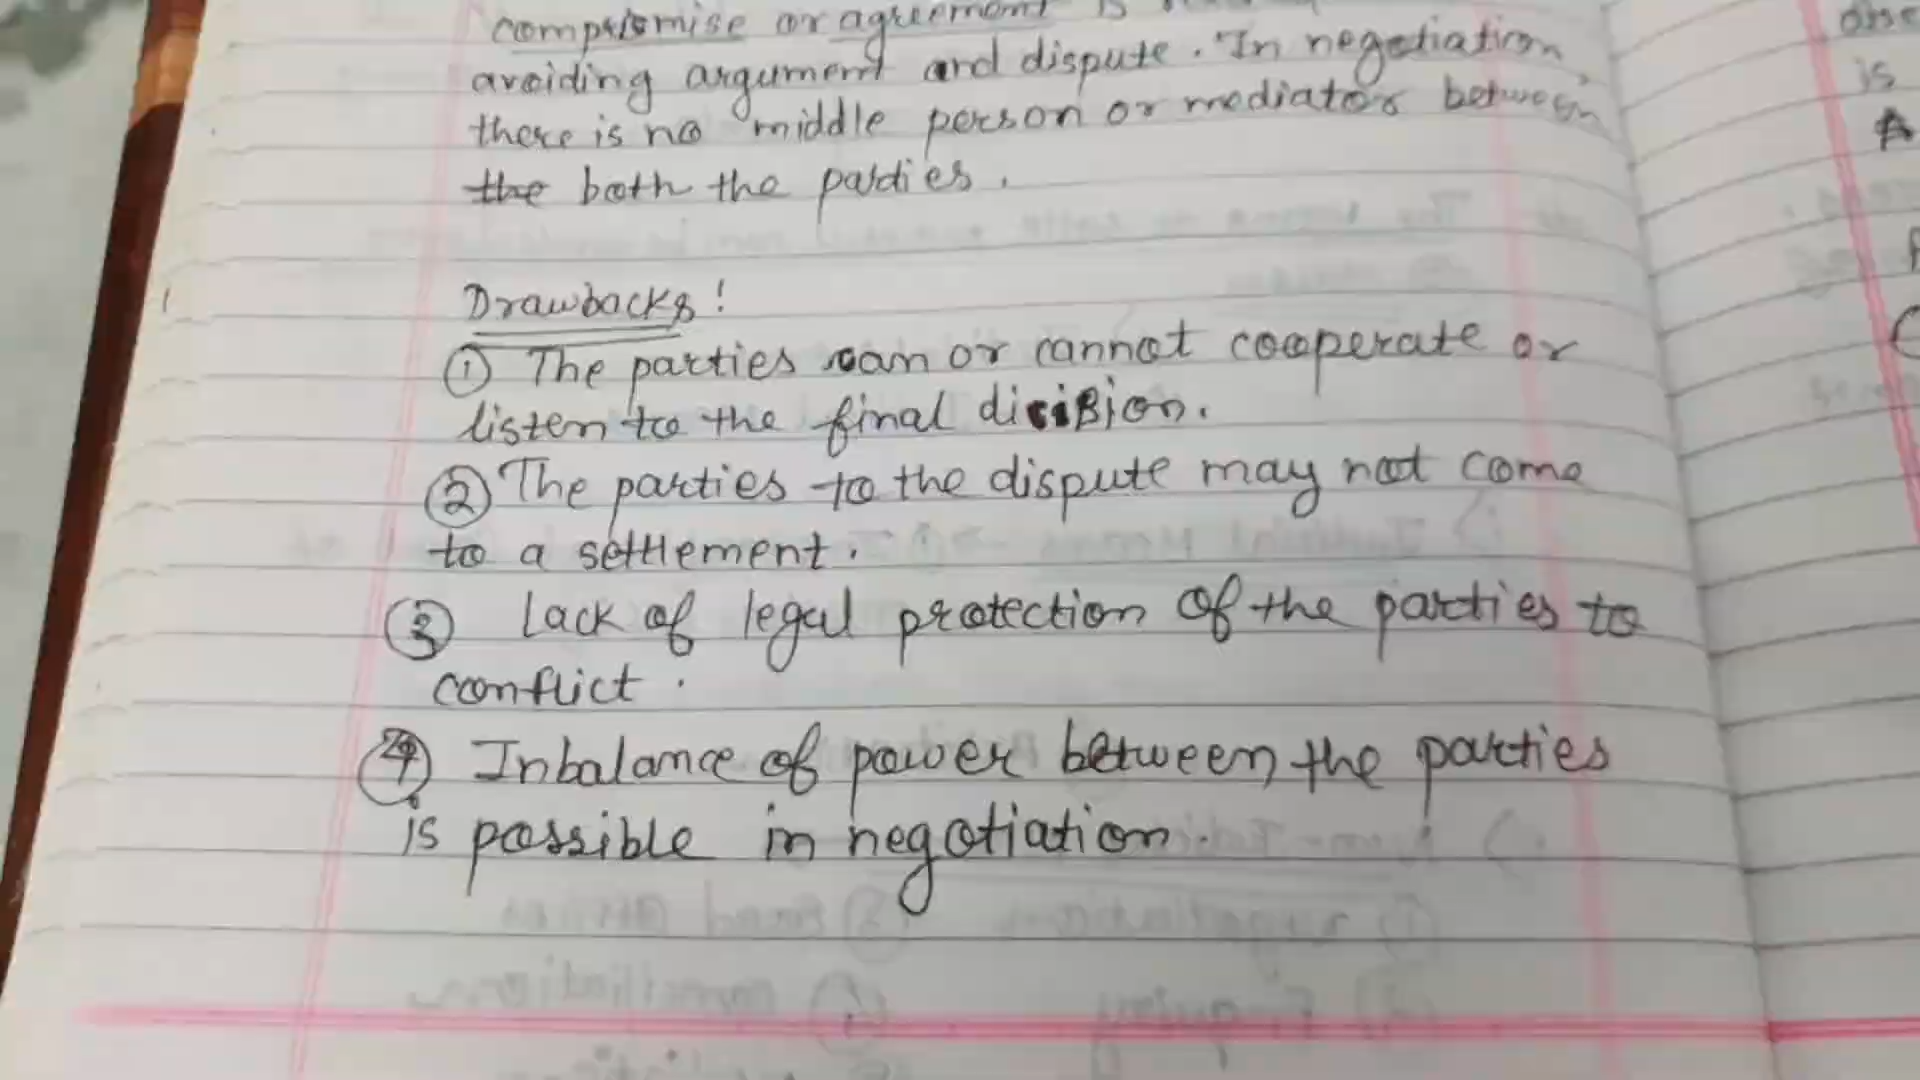 compromise or agreement is
avoiding argument and dispute. In negotiation,
there is no middle person or mediator between
the both the parties.
Drawbacks!
① The parties can or cannot cooperate or
listen to the final dicision.
② The parties to the dispute may not come
to a settlement.
③ Lack of legal protection of the parties to
conflict.
④ Inbalance of power between the parties
is possible in negotiation.
is
A